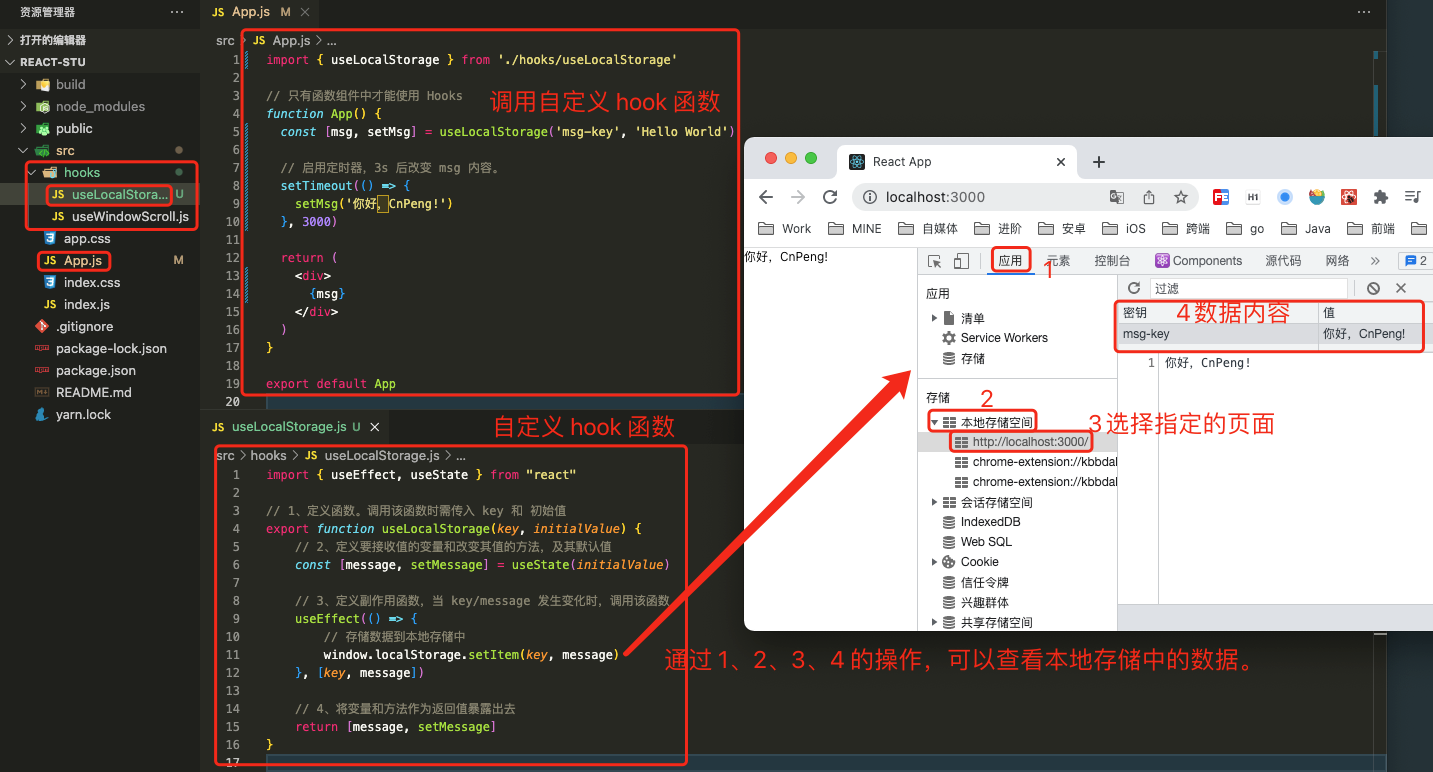 资源管理器
打开的编辑器
REACT-STU
build
node_modules
public
src
hooks
useLocalStora... U
useWindowScroll.js
app.css
App.js M
index.css
index.js
.gitignore
package-lock.json
package.json
README.md
yarn.lock
JS App.js M
src > JS App.js > ...
1 import { useLocalStorage } from './hooks/useLocalStorage'
2
3 // 只有函数组件中才能使用 Hooks
4 function App() {
5 const [msg, setMsg] = useLocalStorage('msg-key', 'Hello World')
6
7 // 启用定时器，3s 后改变 msg 内容。
8 setTimeout(() => {
9 setMsg('你好，CnPeng!')
10 }, 3000)
11
12 return (
13 <div>
14 {msg}
15 </div>
16 )
17 }
18
19 export default App
20
调用自定义 hook 函数
JS useLocalStorage.js U
自定义 hook 函数
src > hooks > JS useLocalStorage.js > ...
1 import { useEffect, useState } from "react"
2
3 // 1、定义函数。调用该函数时需传入 key 和 初始值
4 export function useLocalStorage(key, initialValue) {
5 // 2、定义要接收值的变量和改变其值的方法，及其默认值
6 const [message, setMessage] = useState(initialValue)
7
8 // 3、定义副作用函数，当 key/message 发生变化时，调用该函数
9 useEffect(() => {
10 // 存储数据到本地存储中
11 window.localStorage.setItem(key, message)
12 }, [key, message])
13
14 // 4、将变量和方法作为返回值暴露出去
15 return [message, setMessage]
16 }
17
React App
localhost:3000
Work MINE 自媒体 进阶 安卓 iOS 跨端 go Java 前端
你好，CnPeng!
应用 元素 控制台 Components 源代码 网络 » 2
1
应用
清单
Service Workers
存储
存储
2
本地存储空间
http://localhost:3000/
chrome-extension://kbbdal
chrome-extension://kbbdal
会话存储空间
IndexedDB
Web SQL
Cookie
信任令牌
兴趣群体
共享存储空间
过滤
密钥 值
4数据内容
msg-key 你好，CnPeng!
1 你好，CnPeng!
3选择指定的页面
通过 1、2、3、4 的操作，可以查看本地存储中的数据。